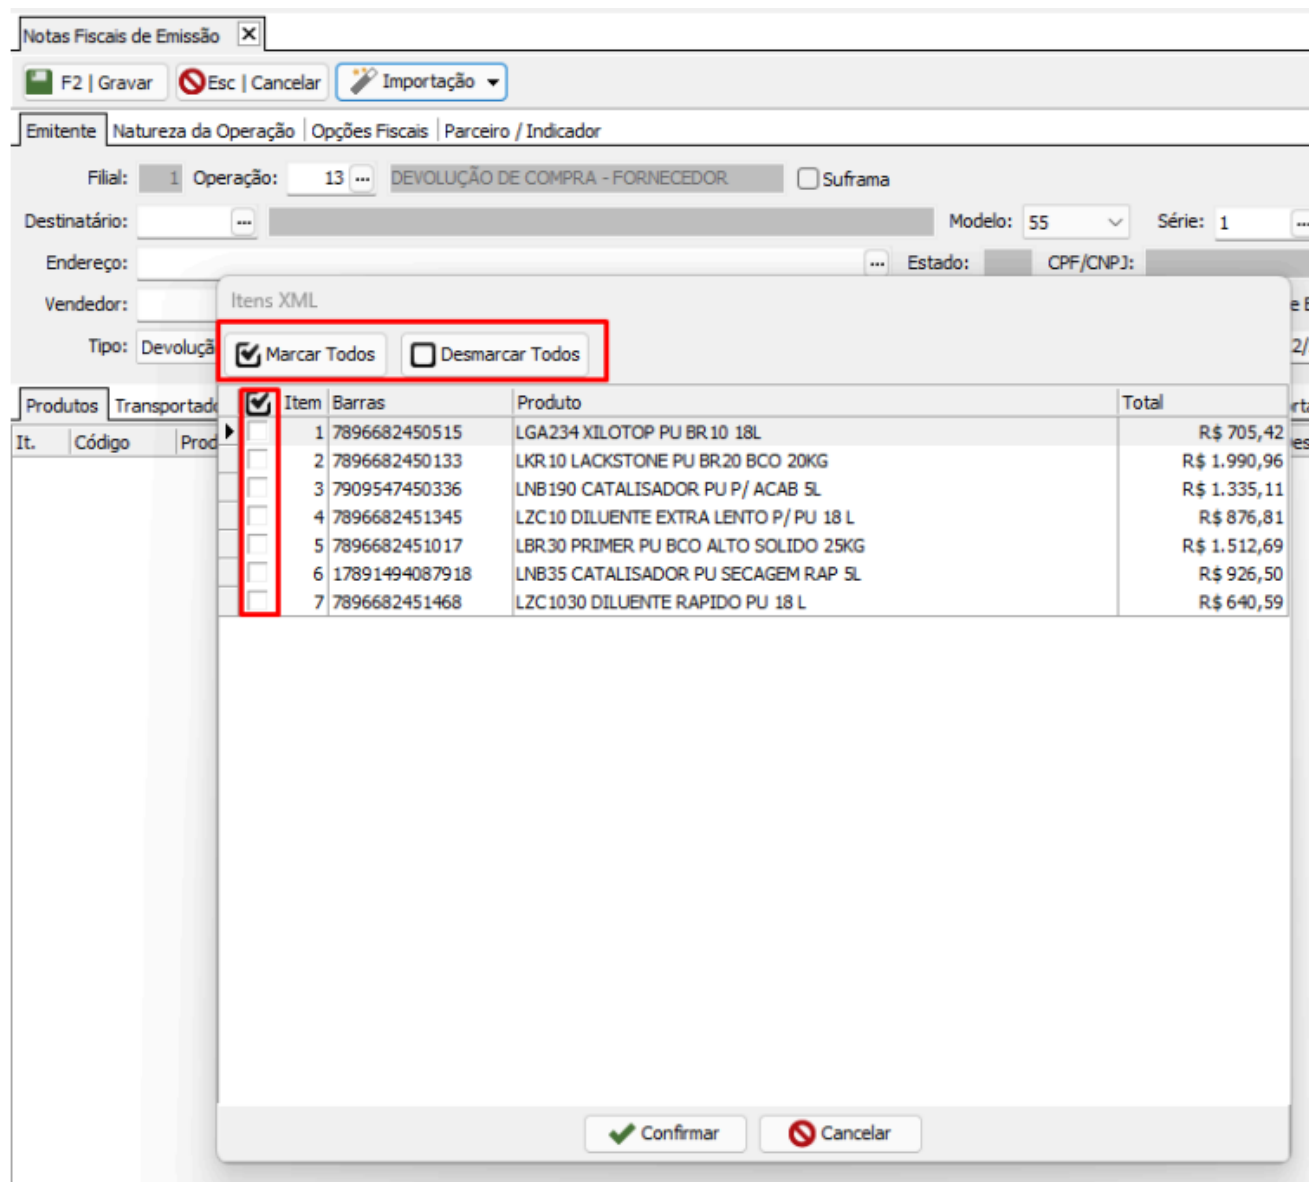 Notas Fiscais de Emissão
F2 | Gravar Esc | Cancelar Importação
Emitente Natureza da Operação Opções Fiscais Parceiro / Indicador
Filial: 1 Operação: 13 ... DEVOLUÇÃO DE COMPRA - FORNECEDOR Suframa
Destinatário: ... Modelo: 55 Série: 1 ...
Endereço: ... Estado: CPF/CNPJ:
Vendedor: e E
Tipo: Devoluçã 2/
Itens XML
Marcar Todos Desmarcar Todos
Produtos Transportado rta
It. Código Prod es
Item Barras Produto Total
1 7896682450515 LGA234 XILOTOP PU BR10 18L R$ 705,42
2 7896682450133 LKR10 LACKSTONE PU BR20 BCO 20KG R$ 1.990,96
3 7909547450336 LNB190 CATALISADOR PU P/ ACAB 5L R$ 1.335,11
4 7896682451345 LZC10 DILUENTE EXTRA LENTO P/ PU 18 L R$ 876,81
5 7896682451017 LBR30 PRIMER PU BCO ALTO SOLIDO 25KG R$ 1.512,69
6 17891494087918 LNB35 CATALISADOR PU SECAGEM RAP 5L R$ 926,50
7 7896682451468 LZC1030 DILUENTE RAPIDO PU 18 L R$ 640,59
Confirmar Cancelar